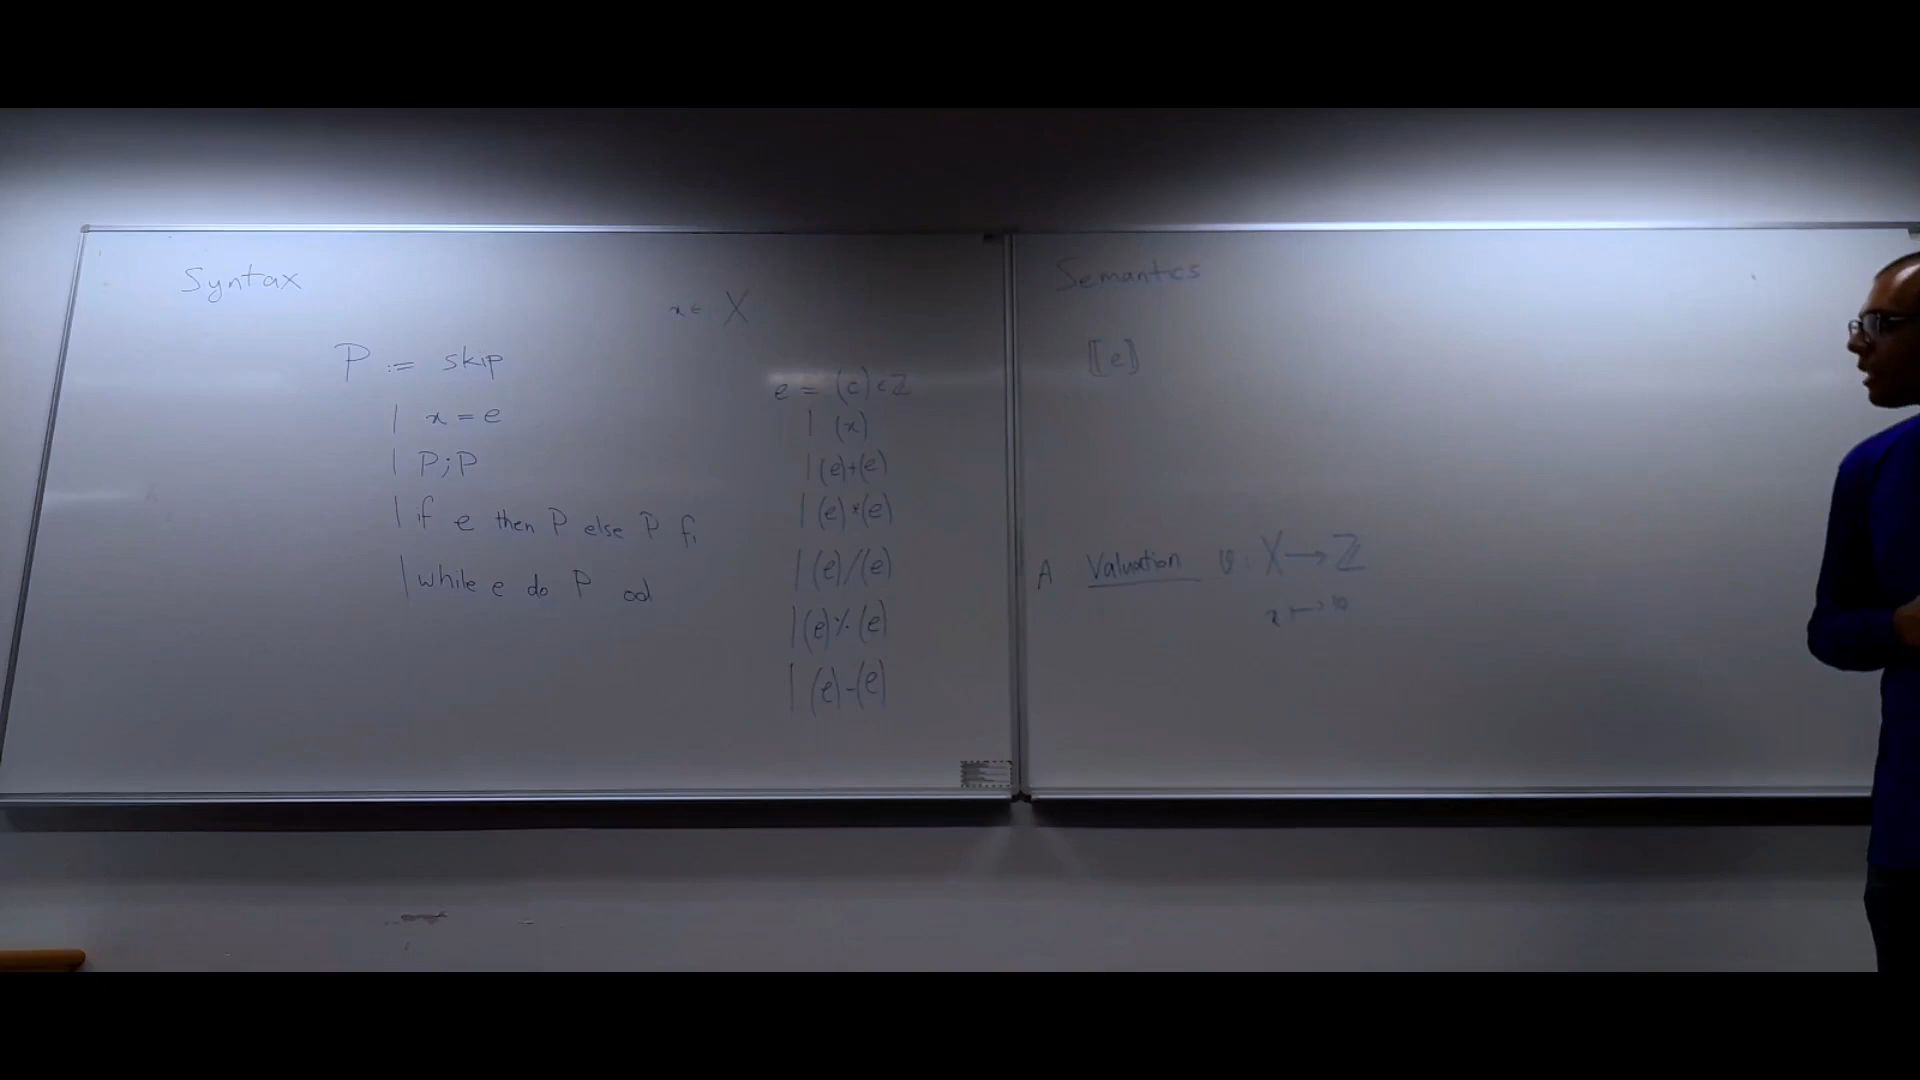 Syntax
x ∈ X
P := skip
| x = e
| P;P
| if e then P else P fi
| while e do P od
e = (c) ∈ ℤ
| (x)
| (e)+(e)
| (e)*(e)
| (e)/(e)
| (e)%(e)
| (e)-(e)
Semantics
⟦e⟧
A Valuation v: X → ℤ
x ↦ 10